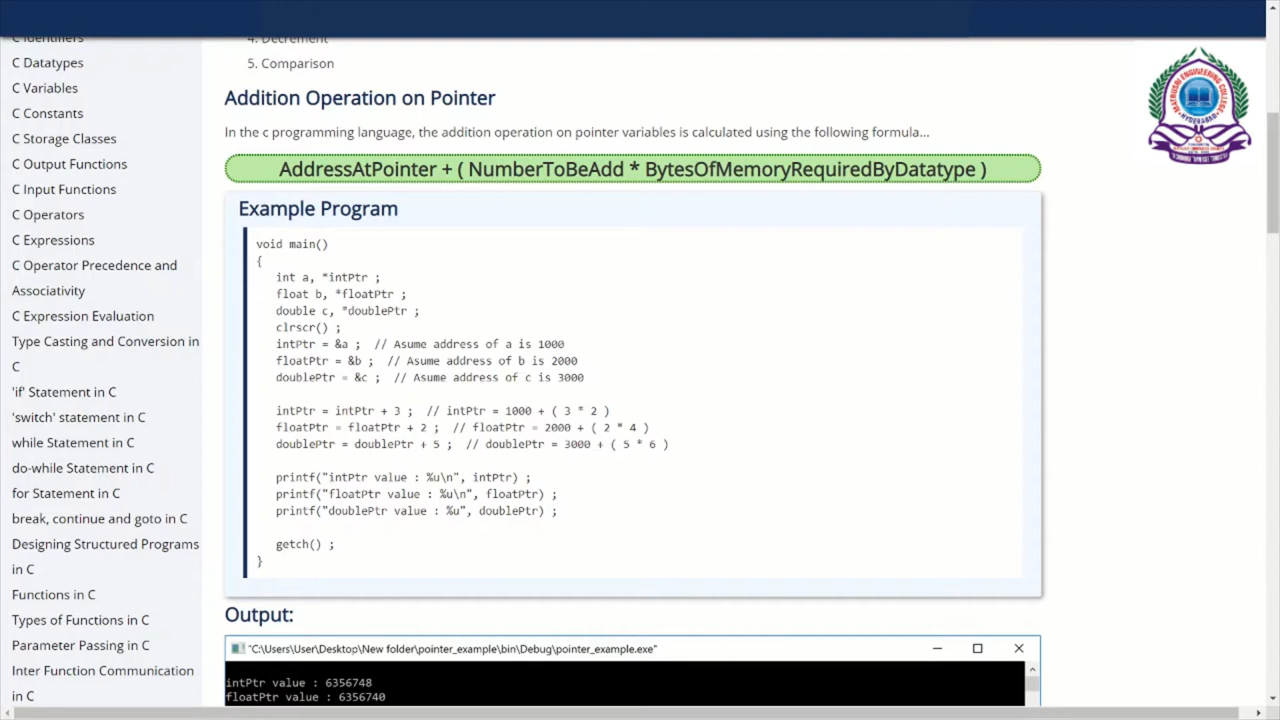 C Identifiers
C Datatypes
C Variables
C Constants
C Storage Classes
C Output Functions
C Input Functions
C Operators
C Expressions
C Operator Precedence and
Associativity
C Expression Evaluation
Type Casting and Conversion in
C
'if' Statement in C
'switch' statement in C
while Statement in C
do-while Statement in C
for Statement in C
break, continue and goto in C
Designing Structured Programs
in C
Functions in C
Types of Functions in C
Parameter Passing in C
Inter Function Communication
in C
4. Decrement
5. Comparison
Addition Operation on Pointer
In the c programming language, the addition operation on pointer variables is calculated using the following formula...
AddressAtPointer + ( NumberToBeAdd * BytesOfMemoryRequiredByDatatype )
Example Program
void main()
{
int a, *intPtr ;
float b, *floatPtr ;
double c, *doublePtr ;
clrscr() ;
intPtr = &a ; // Asume address of a is 1000
floatPtr = &b ; // Asume address of b is 2000
doublePtr = &c ; // Asume address of c is 3000
intPtr = intPtr + 3 ; // intPtr = 1000 + ( 3 * 2 )
floatPtr = floatPtr + 2 ; // floatPtr = 2000 + ( 2 * 4 )
doublePtr = doublePtr + 5 ; // doublePtr = 3000 + ( 5 * 6 )
printf("intPtr value : %u\n", intPtr) ;
printf("floatPtr value : %u\n", floatPtr) ;
printf("doublePtr value : %u", doublePtr) ;
getch() ;
}
Output:
"C:\Users\User\Desktop\New folder\pointer_example\bin\Debug\pointer_example.exe"
intPtr value : 6356748
floatPtr value : 6356740
MATRUSRI ENGINEERING COLLEGE
HYDERABAD